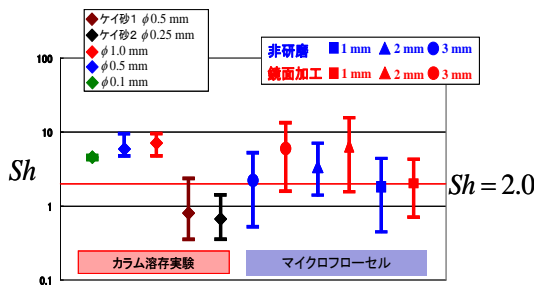 ケイ砂1 φ0.5 mm
ケイ砂2 φ0.25 mm
φ1.0 mm
φ0.5 mm
φ0.1 mm
非研磨 1 mm 2 mm 3 mm
鏡面加工 1 mm 2 mm 3 mm
100
10
1
0.1
Sh
Sh = 2.0
カラム溶存実験
マイクロフローセル